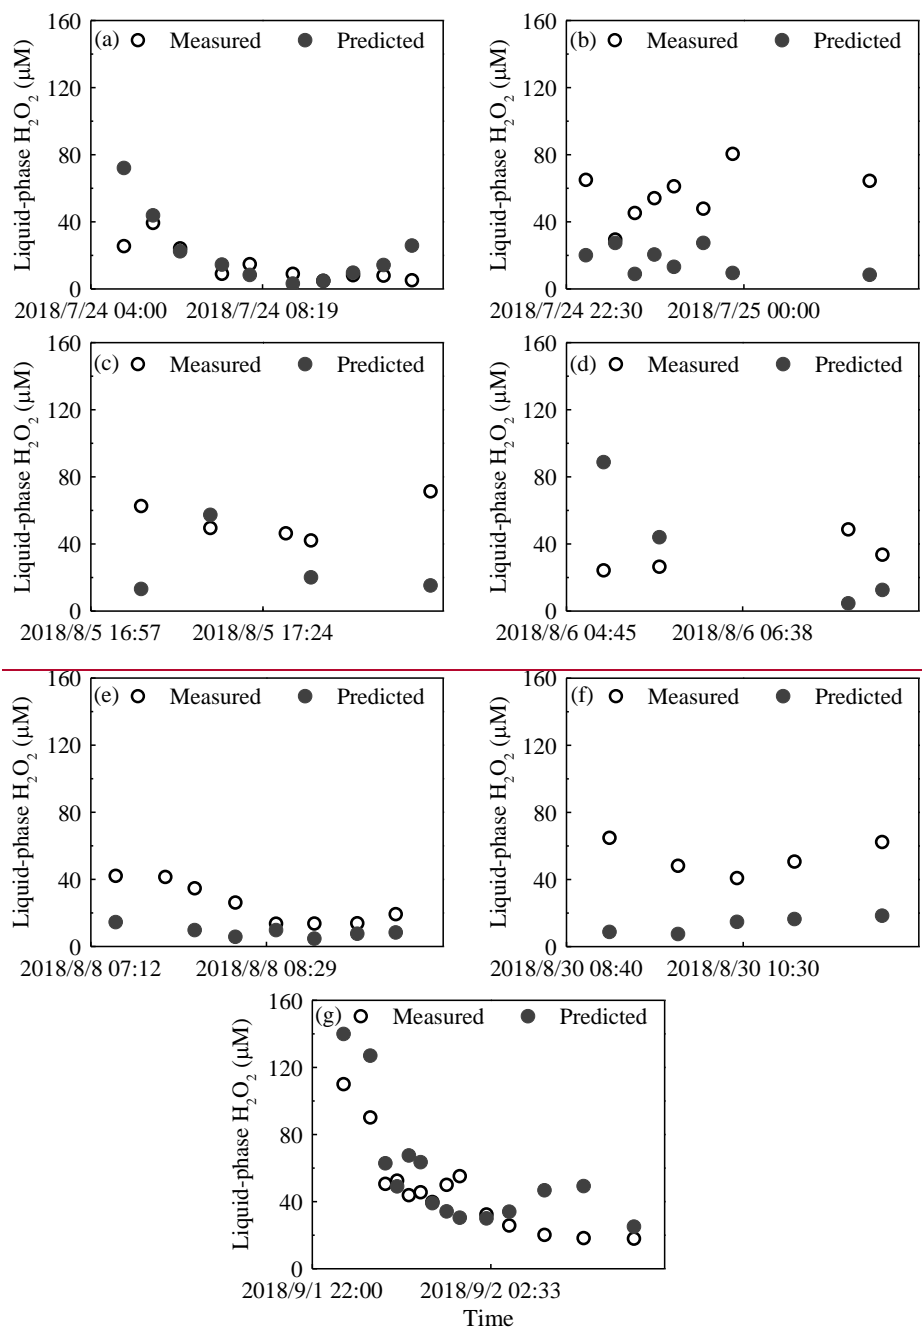 (a) Measured Predicted
Liquid-phase H₂O₂ (μM)
160
120
80
40
0
2018/7/24 04:00 2018/7/24 08:19
(b) Measured Predicted
Liquid-phase H₂O₂ (μM)
160
120
80
40
0
2018/7/24 22:30 2018/7/25 00:00
(c) Measured Predicted
Liquid-phase H₂O₂ (μM)
160
120
80
40
0
2018/8/5 16:57 2018/8/5 17:24
(d) Measured Predicted
Liquid-phase H₂O₂ (μM)
160
120
80
40
0
2018/8/6 04:45 2018/8/6 06:38
(e) Measured Predicted
Liquid-phase H₂O₂ (μM)
160
120
80
40
0
2018/8/8 07:12 2018/8/8 08:29
(f) Measured Predicted
Liquid-phase H₂O₂ (μM)
160
120
80
40
0
2018/8/30 08:40 2018/8/30 10:30
(g) Measured Predicted
Liquid-phase H₂O₂ (μM)
160
120
80
40
0
2018/9/1 22:00 2018/9/2 02:33
Time